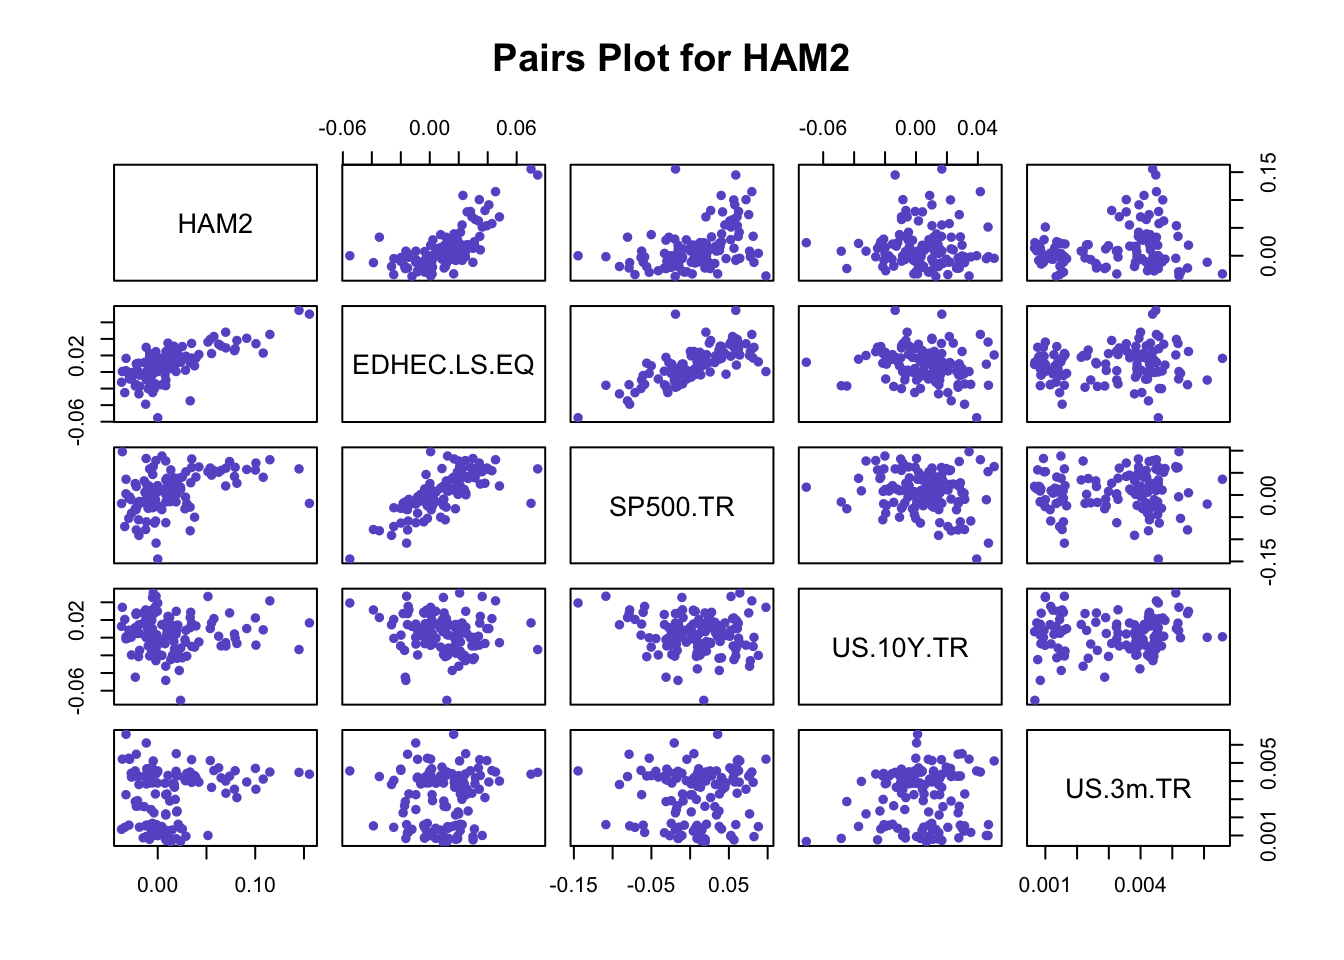 Pairs Plot for HAM2
-0.06 0.00 0.06 -0.06 0.00 0.04
HAM2 0.15 0.00
0.02 -0.06 EDHEC.LS.EQ
SP500.TR 0.00 -0.15
0.02 -0.06 US.10Y.TR
US.3m.TR 0.005 0.001
0.00 0.10 -0.15 -0.05 0.05 0.001 0.004